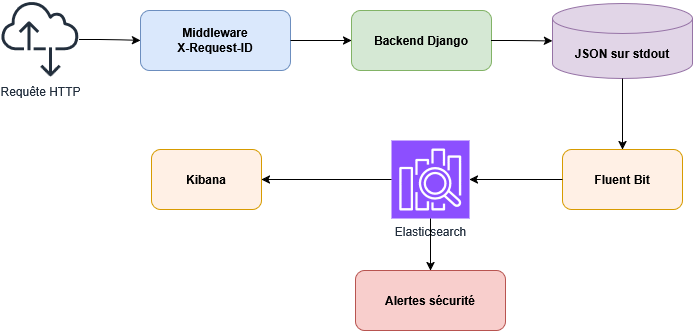 Requête HTTP
Middleware
X-Request-ID
Backend Django
JSON sur stdout
Kibana
Elasticsearch
Fluent Bit
Alertes sécurité